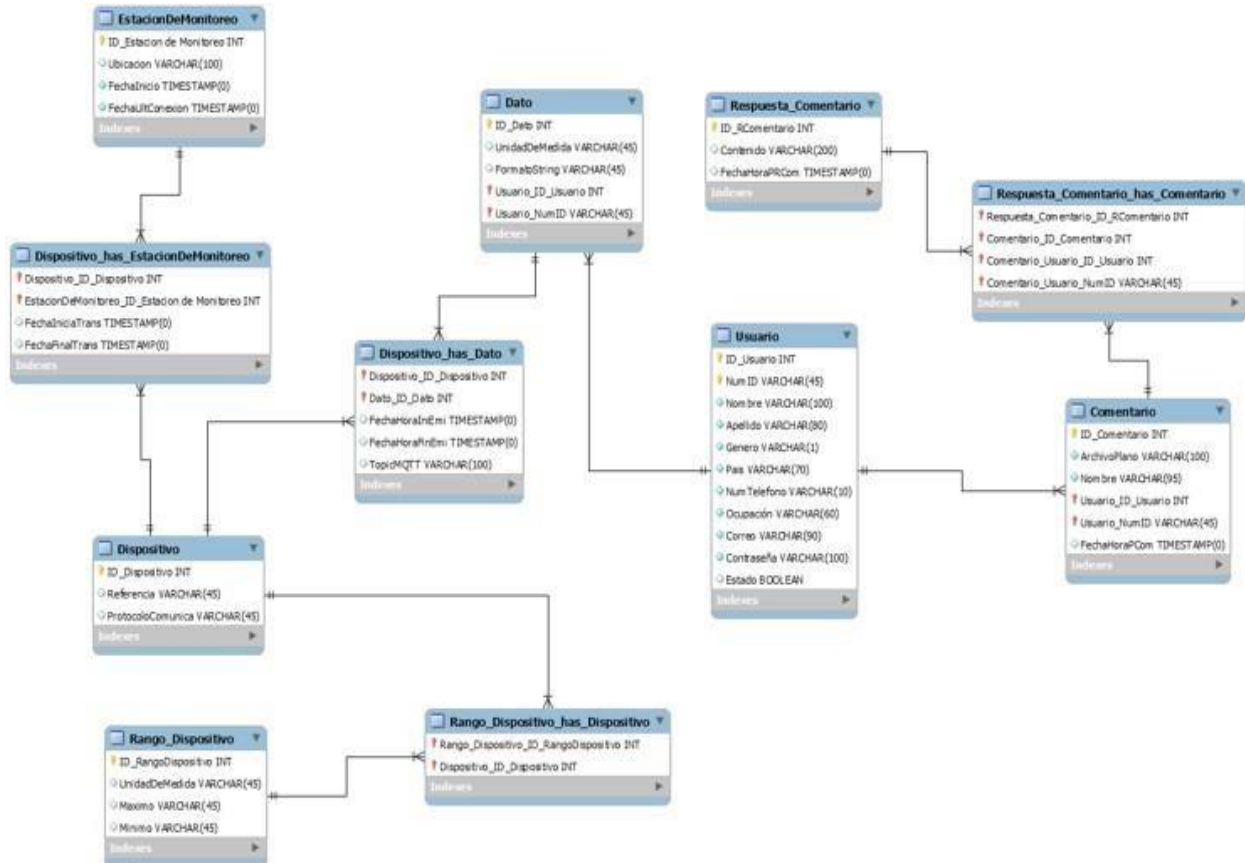 EstacionDeMonitoreo
ID_Estacion de Monitoreo INT
Ubicacion VARCHAR(100)
FechaInicio TIMESTAMP(0)
FechaUltConexion TIMESTAMP(0)
Indexes
Dato
ID_Dato INT
UnidadDeMedida VARCHAR(45)
FormatoString VARCHAR(45)
Usuario_ID_Usuario INT
Usuario_NumID VARCHAR(45)
Indexes
Respuesta_Comentario
ID_RComentario INT
Contenido VARCHAR(200)
FechaHoraPRCom TIMESTAMP(0)
Indexes
Respuesta_Comentario_has_Comentario
Respuesta_Comentario_ID_RComentario INT
Comentario_ID_Comentario INT
Comentario_Usuario_ID_Usuario INT
Comentario_Usuario_NumID VARCHAR(45)
Indexes
Dispositivo_has_EstacionDeMonitoreo
Dispositivo_ID_Dispositivo INT
EstacionDeMonitoreo_ID_Estacion de Monitoreo INT
FechaIniciaTrans TIMESTAMP(0)
FechaFinalTrans TIMESTAMP(0)
Indexes
Dispositivo_has_Dato
Dispositivo_ID_Dispositivo INT
Dato_ID_Dato INT
FechaHoraInEmi TIMESTAMP(0)
FechaHoraFinEmi TIMESTAMP(0)
TopicMQTT VARCHAR(100)
Indexes
Usuario
ID_Usuario INT
NumID VARCHAR(45)
Nombre VARCHAR(100)
Apellido VARCHAR(80)
Genero VARCHAR(1)
Pais VARCHAR(70)
NumTelefono VARCHAR(10)
Ocupación VARCHAR(60)
Correo VARCHAR(90)
Contraseña VARCHAR(100)
Estado BOOLEAN
Indexes
Comentario
ID_Comentario INT
ArchivoPlano VARCHAR(100)
Nombre VARCHAR(95)
Usuario_ID_Usuario INT
Usuario_NumID VARCHAR(45)
FechaHoraPCom TIMESTAMP(0)
Indexes
Dispositivo
ID_Dispositivo INT
Referencia VARCHAR(45)
ProtocoloComunica VARCHAR(45)
Indexes
Rango_Dispositivo
ID_RangoDispositivo INT
UnidadDeMedida VARCHAR(45)
Maximo VARCHAR(45)
Minimo VARCHAR(45)
Indexes
Rango_Dispositivo_has_Dispositivo
Rango_Dispositivo_ID_RangoDispositivo INT
Dispositivo_ID_Dispositivo INT
Indexes